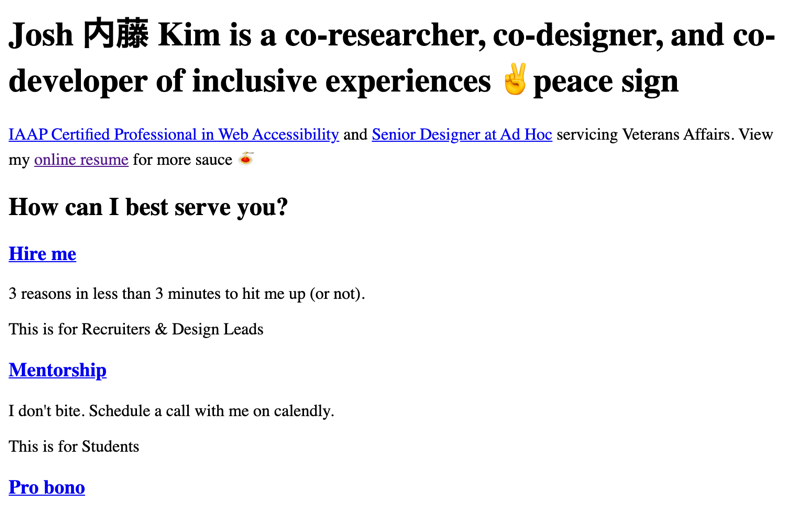 Josh 内藤 Kim is a co-researcher, co-designer, and co-
developer of inclusive experiences ✌️peace sign
IAAP Certified Professional in Web Accessibility and Senior Designer at Ad Hoc servicing Veterans Affairs. View
my online resume for more sauce 🍝
How can I best serve you?
Hire me
3 reasons in less than 3 minutes to hit me up (or not).
This is for Recruiters & Design Leads
Mentorship
I don't bite. Schedule a call with me on calendly.
This is for Students
Pro bono